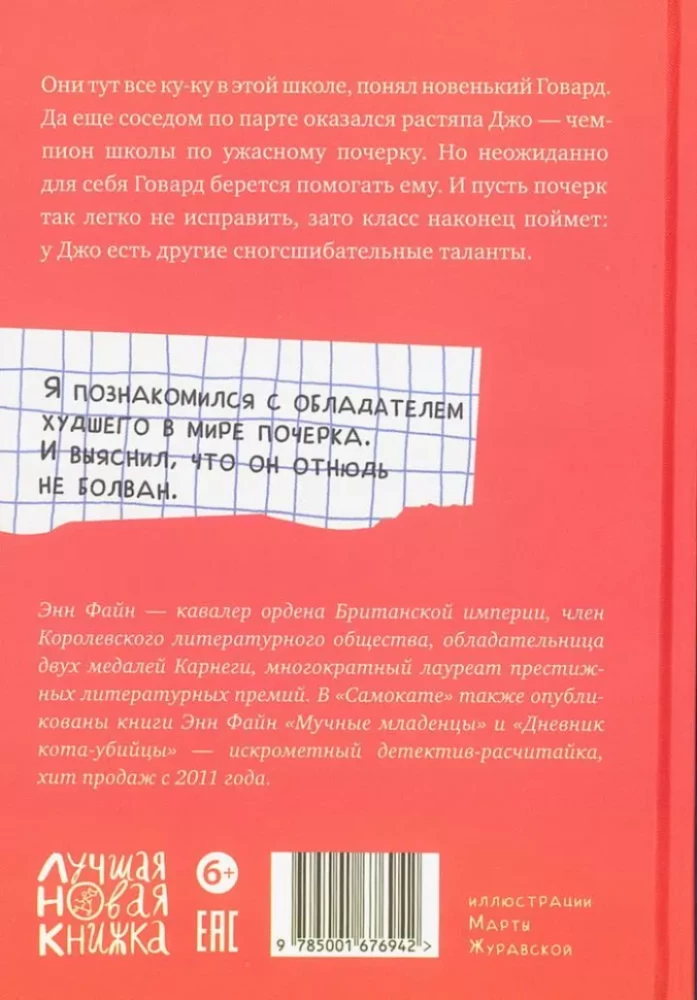 Они тут все ку-ку в этой школе, понял новенький Говард.
Да еще соседом по парте оказался растяпа Джо — чем-
пион школы по ужасному почерку. Но неожиданно
для себя Говард берется помогать ему. И пусть почерк
так легко не исправить, зато класс наконец поймет:
у Джо есть другие сногсшибательные таланты.
Я ПОЗНАКОМИЛСЯ С ОБЛАДАТЕЛЕМ
ХУДШЕГО В МИРЕ ПОЧЕРКА.
И ВЫЯСНИЛ, ЧТО ОН ОТНЮДЬ
НЕ БОЛВАН.
Энн Файн — кавалер ордена Британской империи, член
Королевского литературного общества, обладательница
двух медалей Карнеги, многократный лауреат престиж-
ных литературных премий. В «Самокате» также опубли-
кованы книги Энн Файн «Мучные младенцы» и «Дневник
кота-убийцы» — искрометный детектив-расчитайка,
хит продаж с 2011 года.
Лучшая
Новая
Книжка
6+
ЕАС
9 785001 676942 >
ИЛЛЮСТРАЦИИ
МАРТЫ
ЖУРАВСКОЙ